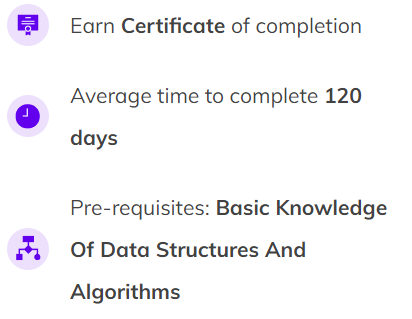 Earn Certificate of completion
Average time to complete 120
days
Pre-requisites: Basic Knowledge
Of Data Structures And
Algorithms